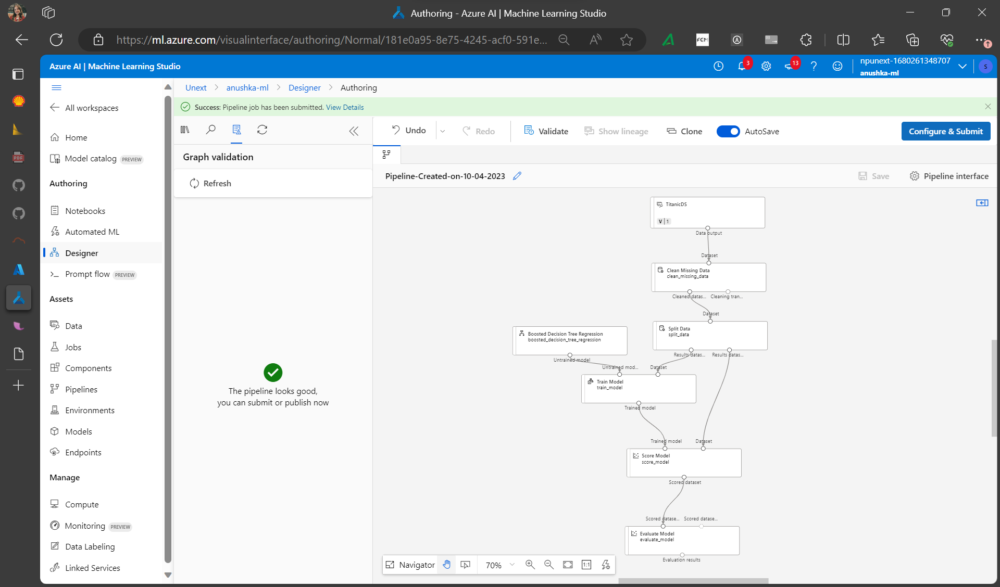 Authoring - Azure AI | Machine Learning Studio
https://ml.azure.com/visualinterface/authoring/Normal/181e0a95-8e75-4245-acf0-591e...
FCM
PDF
Azure AI | Machine Learning Studio
3
13
npunext-1680261348707
anushka-ml
S
All workspaces
Home
Model catalog PREVIEW
Authoring
Notebooks
Automated ML
Designer
Prompt flow PREVIEW
Assets
Data
Jobs
Components
Pipelines
Environments
Models
Endpoints
Manage
Compute
Monitoring PREVIEW
Data Labeling
Linked Services
Unext > anushka-ml > Designer > Authoring
Success: Pipeline job has been submitted. View Details
Graph validation
Refresh
The pipeline looks good,
you can submit or publish now
Undo
Redo
Validate
Show lineage
Clone
AutoSave
Configure & Submit
Pipeline-Created-on-10-04-2023
Save
Pipeline interface
TitanicDS
V | 1
Data output
Dataset
Clean Missing Data
clean_missing_data
Cleaned datas... Cleaning tran...
Dataset
Split Data
split_data
Results datas... Results datas...
Boosted Decision Tree Regression
boosted_decision_tree_regression
Untrained model
Untrained mod... Dataset
Train Model
train_model
Trained model
Trained model Dataset
Score Model
score_model
Scored dataset
Scored datase... Scored datase...
Evaluate Model
evaluate_model
Evaluation results
Navigator
70%
1:1